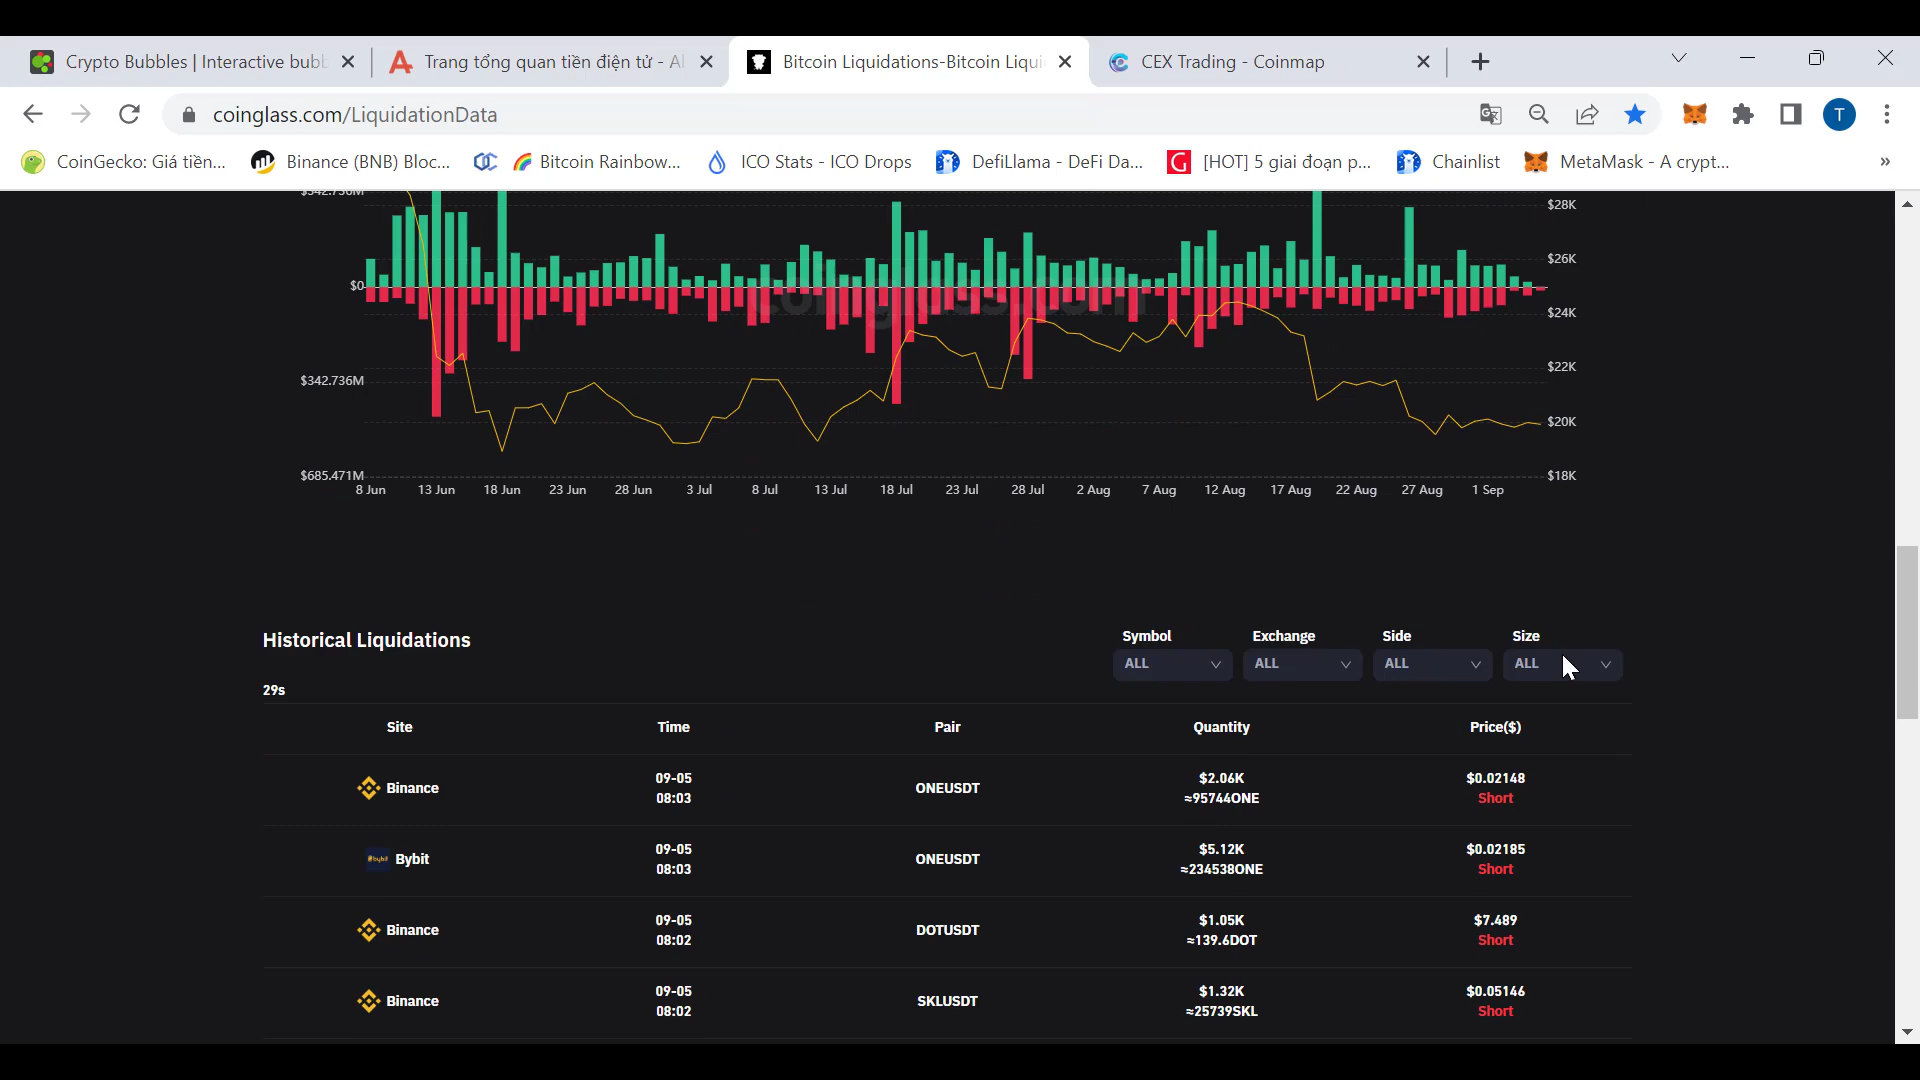 Crypto Bubbles | Interactive bubb
Trang tổng quan tiền điện tử - Al
Bitcoin Liquidations-Bitcoin Liqui
CEX Trading - Coinmap
coinglass.com/LiquidationData
T
CoinGecko: Giá tiền...
Binance (BNB) Bloc...
Bitcoin Rainbow...
ICO Stats - ICO Drops
DefiLlama - DeFi Da...
[HOT] 5 giai đoạn p...
Chainlist
MetaMask - A crypt...
»
$342.736M
$28K
$26K
$0
coinglass.com
$24K
$342.736M
$22K
$20K
$685.471M
$18K
8 Jun 13 Jun 18 Jun 23 Jun 28 Jun 3 Jul 8 Jul 13 Jul 18 Jul 23 Jul 28 Jul 2 Aug 7 Aug 12 Aug 17 Aug 22 Aug 27 Aug 1 Sep
Historical Liquidations
Symbol Exchange Side Size
ALL ALL ALL ALL
29s
Site Time Pair Quantity Price($)
Binance 09-05 08:03 ONEUSDT $2.06K ≈95744ONE $0.02148 Short
Bybit 09-05 08:03 ONEUSDT $5.12K ≈234538ONE $0.02185 Short
Binance 09-05 08:02 DOTUSDT $1.05K ≈139.6DOT $7.489 Short
Binance 09-05 08:02 SKLUSDT $1.32K ≈25739SKL $0.05146 Short